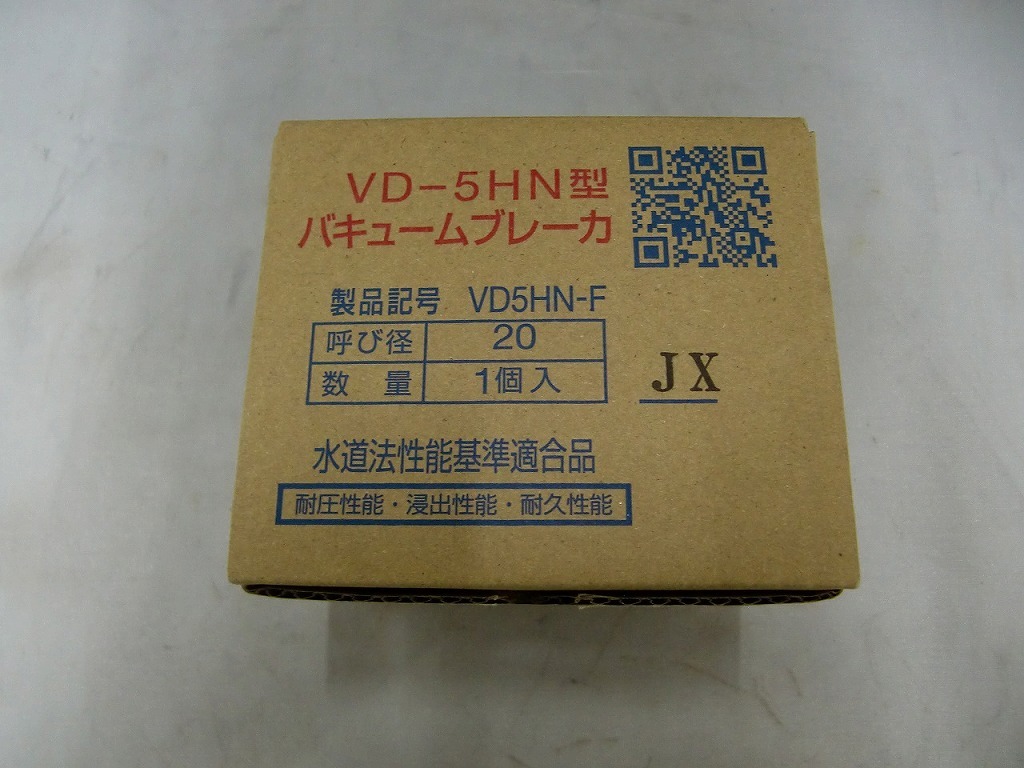 VD-5HN型
バキュームブレーカ
製品記号 VD5HN-F
呼び径 20
数量 1個入
JX
水道法性能基準適合品
耐圧性能・浸出性能・耐久性能